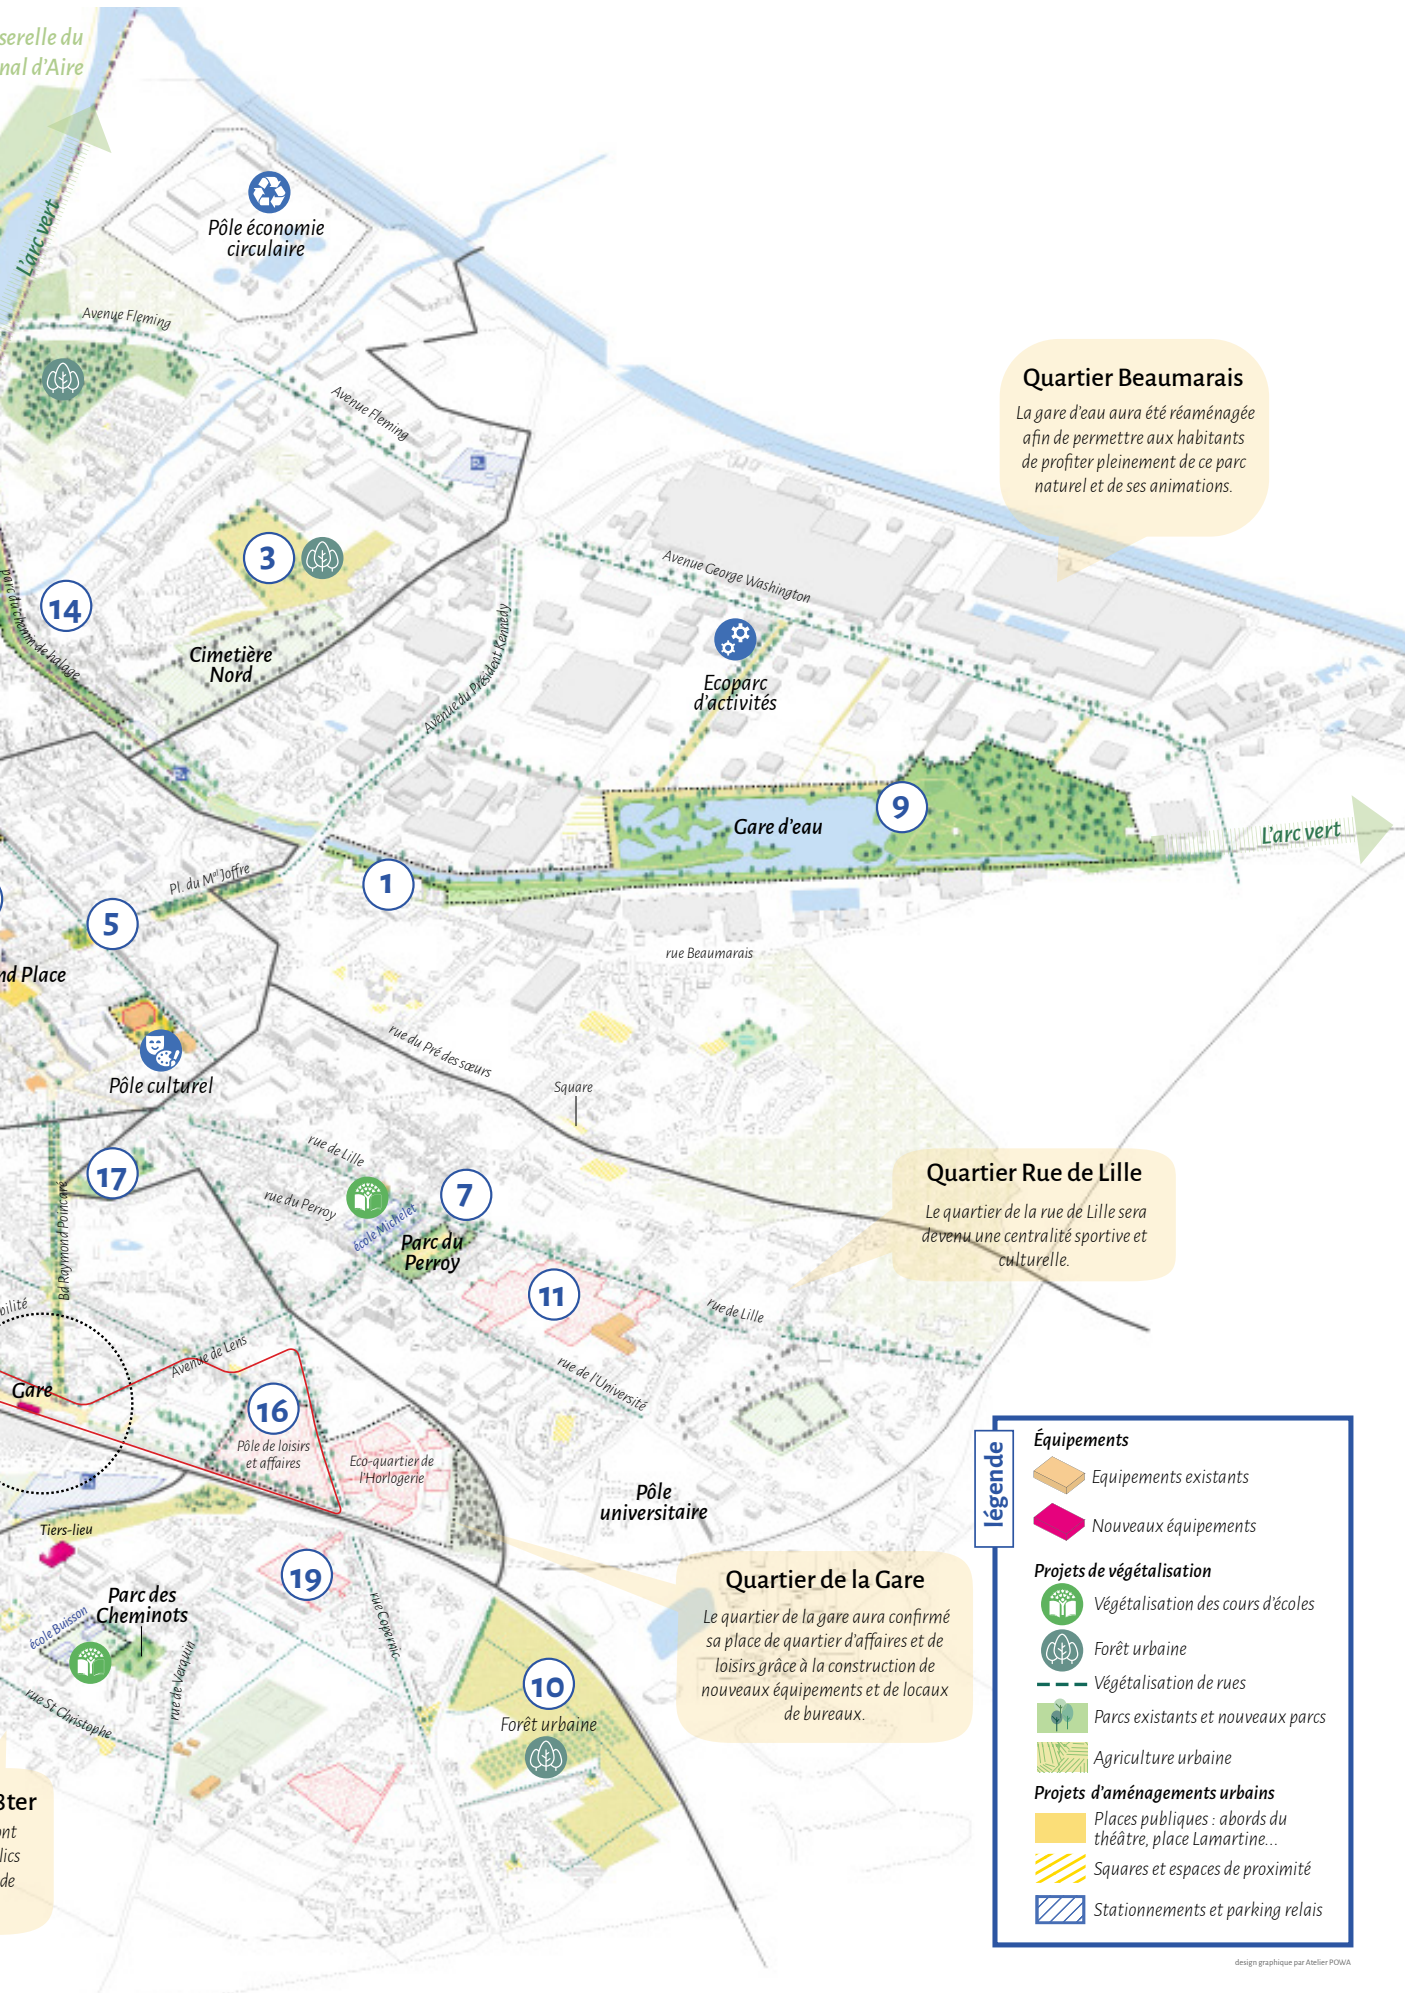 serelle du
nal d'Aire
L'arc vert
Pôle économie
circulaire
Avenue Fleming
Avenue Fleming
Quartier Beaumarais
La gare d'eau aura été réaménagée
afin de permettre aux habitants
de profiter pleinement de ce parc
naturel et de ses animations.
3
14
parc du chemin de halage
Cimetière
Nord
Avenue du Président Kennedy
Avenue George Washington
Ecoparc
d'activités
9
Gare d'eau
L'arc vert
1
Pl. du Mal Joffre
5
nd Place
rue Beaumarais
Pôle culturel
rue du Pré des sœurs
Square
17
rue de Lille
rue du Perroy
école Michelet
7
Parc du
Perroy
Quartier Rue de Lille
Le quartier de la rue de Lille sera
devenu une centralité sportive et
culturelle.
Bd Raymond Poincaré
bilité
11
rue de Lille
Avenue de Lens
rue de l'Université
Gare
16
Pôle de loisirs
et affaires
Eco-quartier de
l'Horlogerie
Pôle
universitaire
Tiers-lieu
19
Parc des
Cheminots
école Buisson
rue Copernic
rue de Verquin
rue St Christophe
Quartier de la Gare
Le quartier de la gare aura confirmé
sa place de quartier d'affaires et de
loisirs grâce à la construction de
nouveaux équipements et de locaux
de bureaux.
10
Forêt urbaine
3ter
ont
lics
de
légende
Équipements
Equipements existants
Nouveaux équipements
Projets de végétalisation
Végétalisation des cours d'écoles
Forêt urbaine
Végétalisation de rues
Parcs existants et nouveaux parcs
Agriculture urbaine
Projets d'aménagements urbains
Places publiques : abords du
théâtre, place Lamartine...
Squares et espaces de proximité
Stationnements et parking relais
design graphique par Atelier POWA